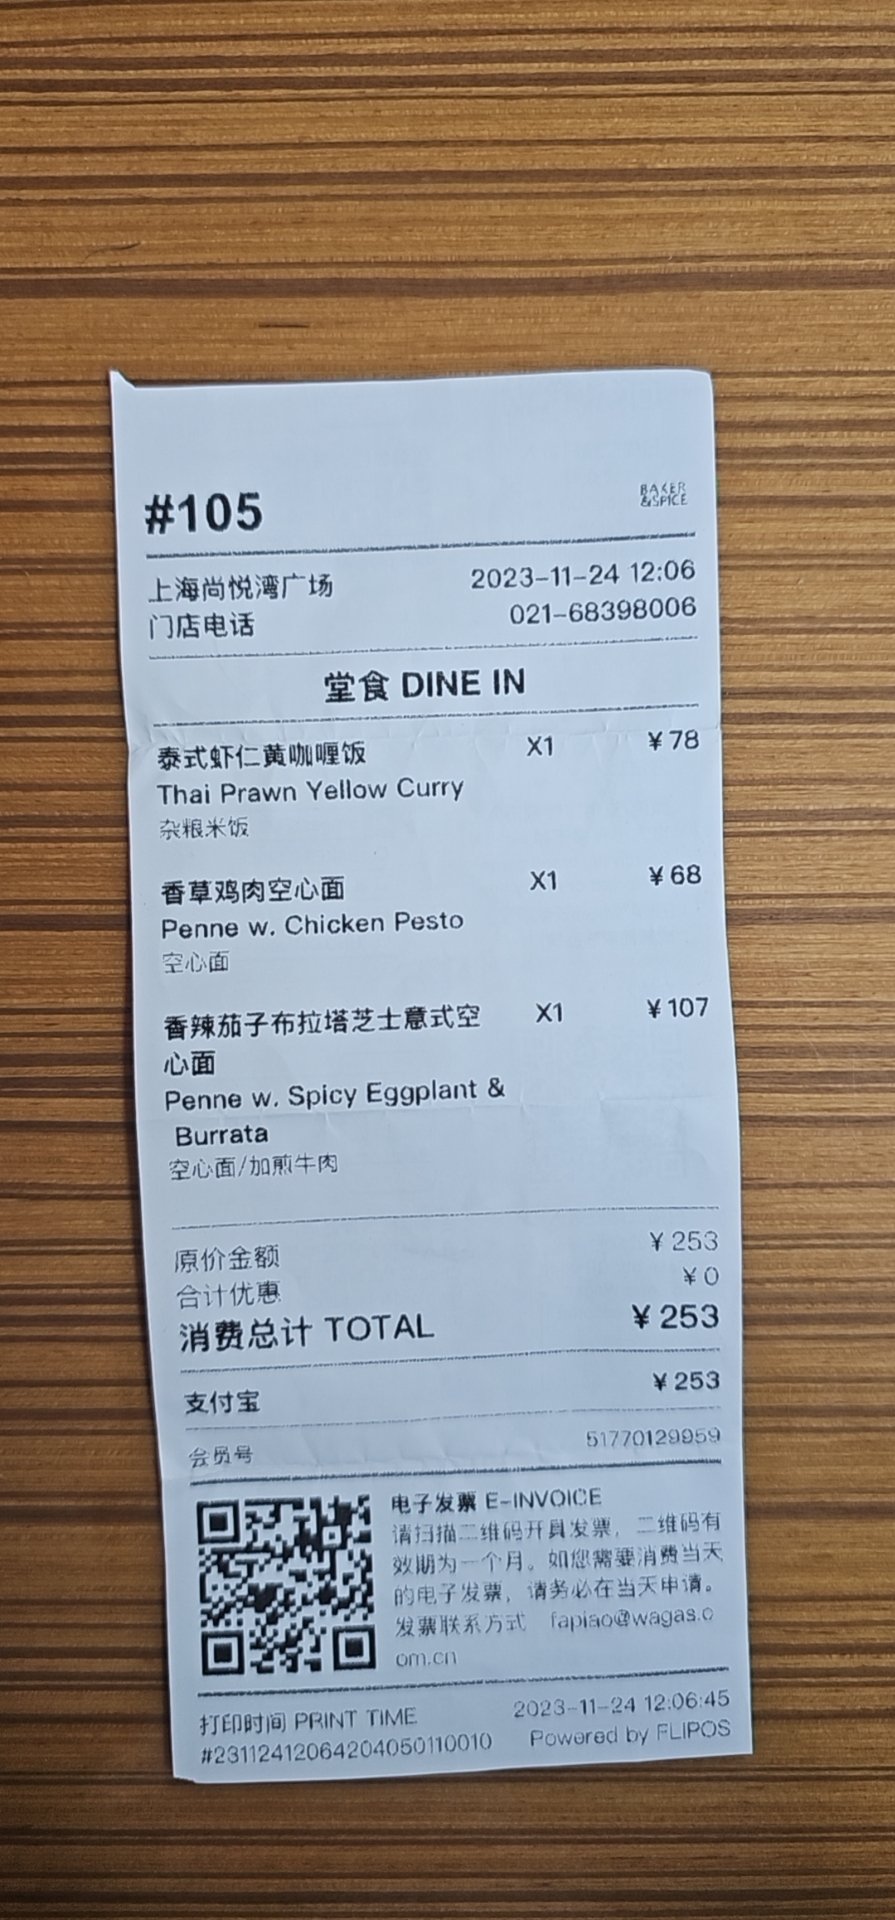 #105
BAKER
&SPICE
上海尚悦湾广场 2023-11-24 12:06
门店电话 021-68398006
堂食 DINE IN
泰式虾仁黄咖喱饭 X1 ¥78
Thai Prawn Yellow Curry
杂粮米饭
香草鸡肉空心面 X1 ¥68
Penne w. Chicken Pesto
空心面
香辣茄子布拉塔芝士意式空 X1 ¥107
心面
Penne w. Spicy Eggplant &
Burrata
空心面/加煎牛肉
原价金额 ¥253
合计优惠 ¥0
消费总计 TOTAL ¥253
支付宝 ¥253
会员号 51770129959
电子发票 E-INVOICE
请扫描二维码开具发票，二维码有
效期为一个月。如您需要消费当天
的电子发票，请务必在当天申请。
发票联系方式 fapiao@wagas.c
om.cn
打印时间 PRINT TIME 2023-11-24 12:06:45
#231124120642040501​10010 Powered by FLIPOS